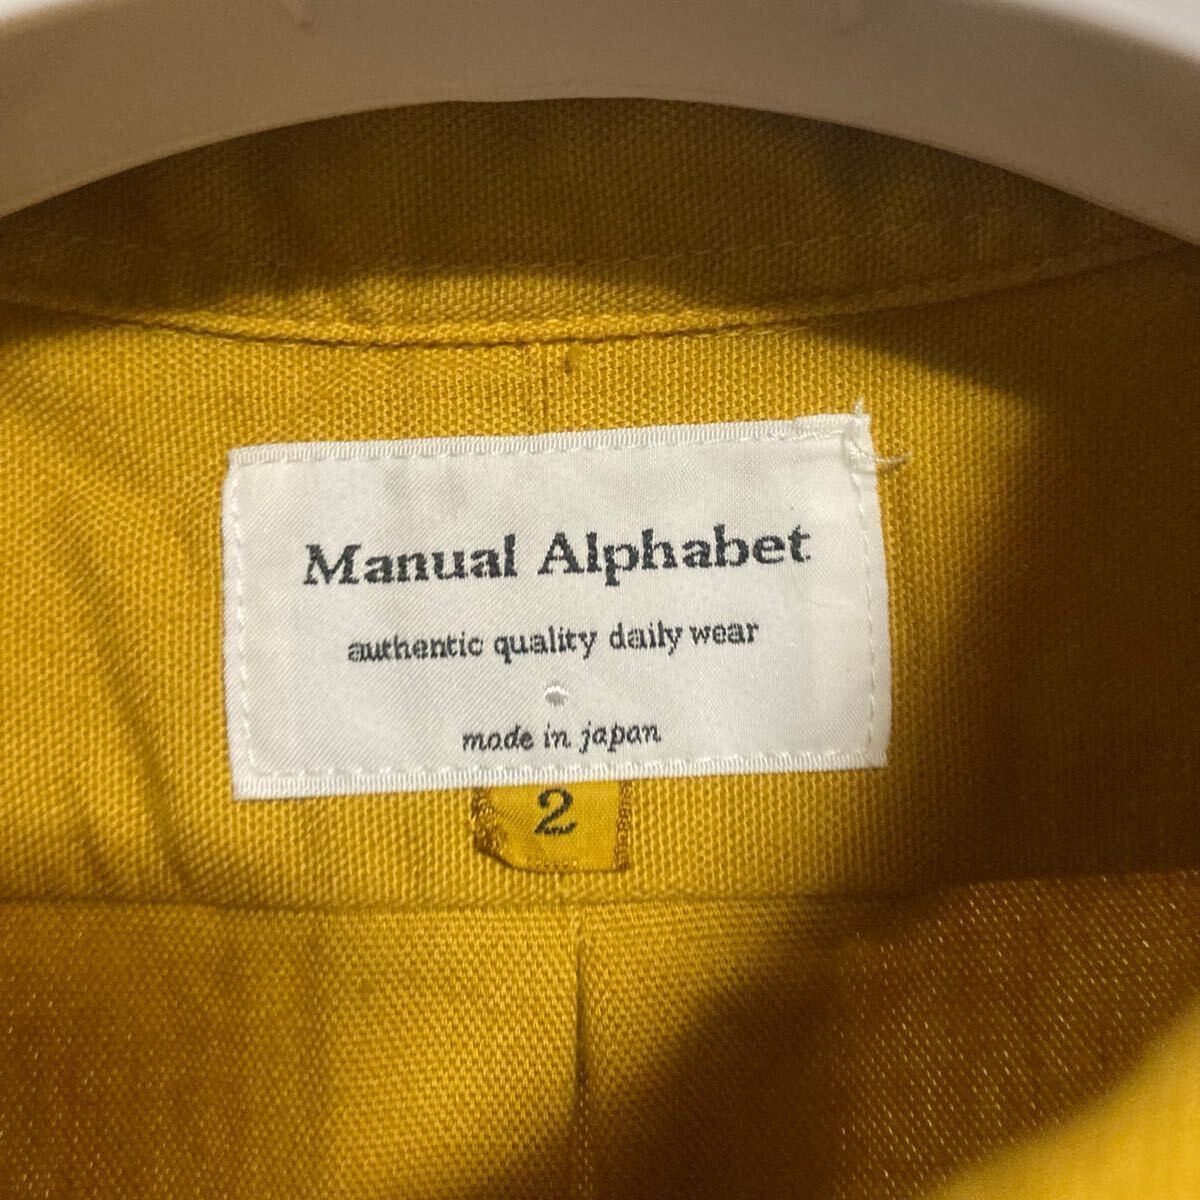 Manual Alphabet
authentic quality daily wear
made in japan
2